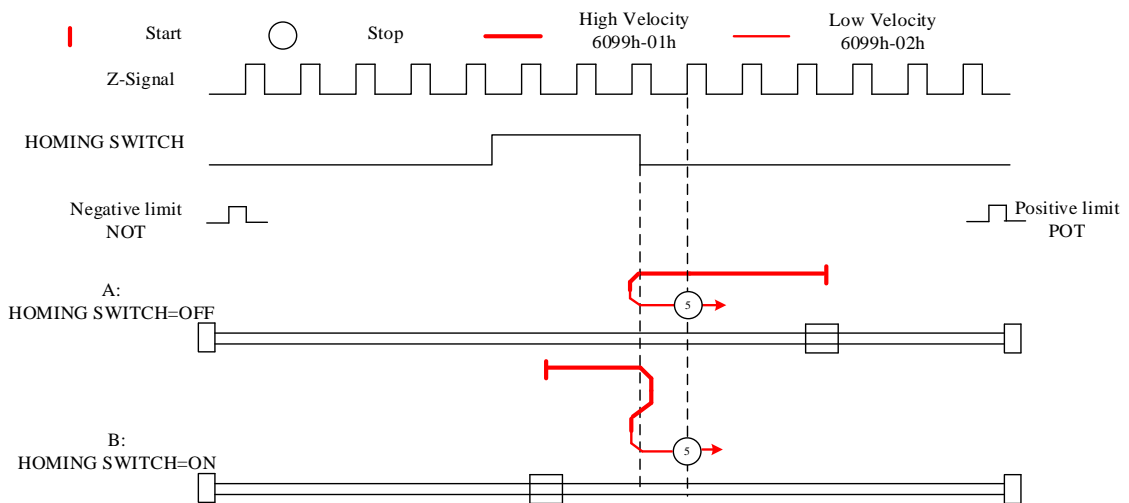 Start
Stop
High Velocity
6099h-01h
Low Velocity
6099h-02h
Z-Signal
HOMING SWITCH
Negative limit
NOT
Positive limit
POT
A:
HOMING SWITCH=OFF
5
B:
HOMING SWITCH=ON
5